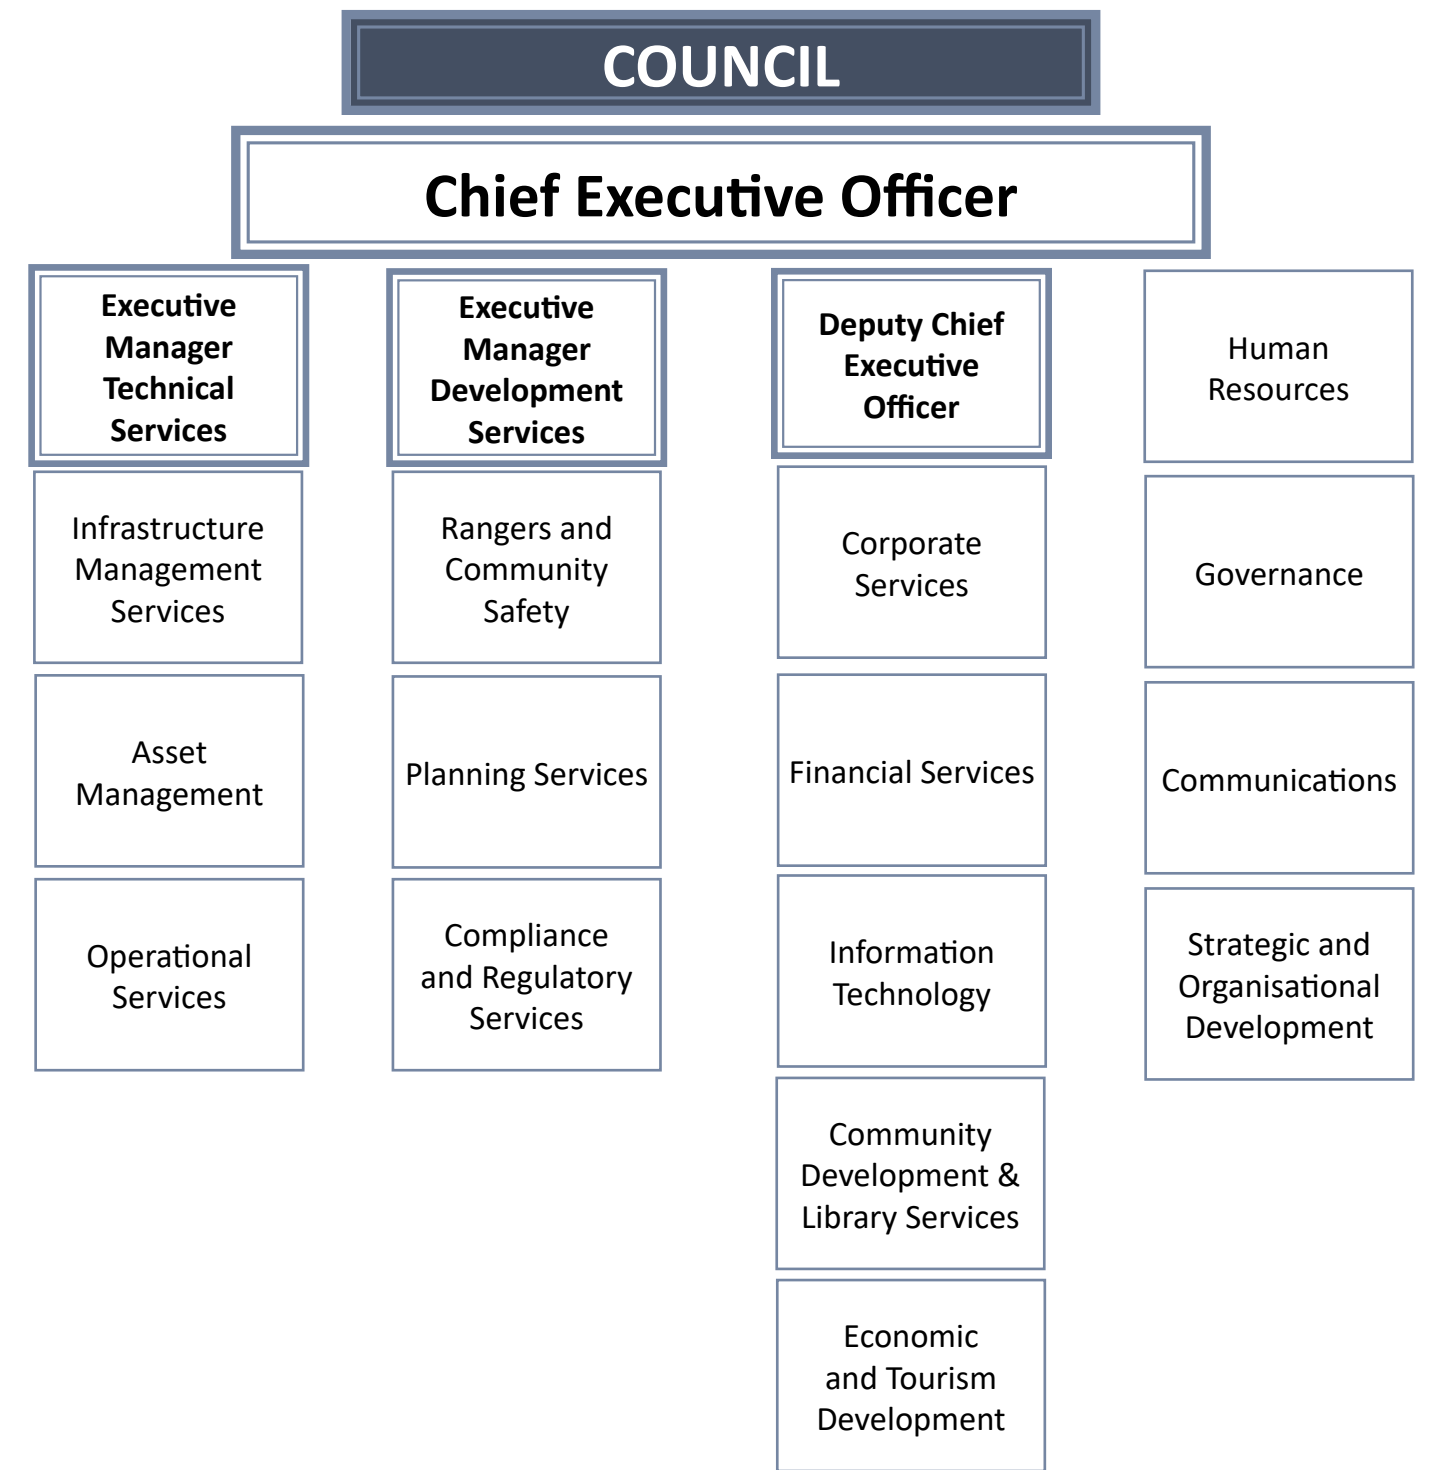 COUNCIL
Chief Executive Officer
Executive
Manager
Technical
Services
Infrastructure
Management
Services
Asset
Management
Operational
Services
Executive
Manager
Development
Services
Rangers and
Community
Safety
Planning Services
Compliance
and Regulatory
Services
Deputy Chief
Executive
Officer
Corporate
Services
Financial Services
Information
Technology
Community
Development &
Library Services
Economic
and Tourism
Development
Human
Resources
Governance
Communications
Strategic and
Organisational
Development